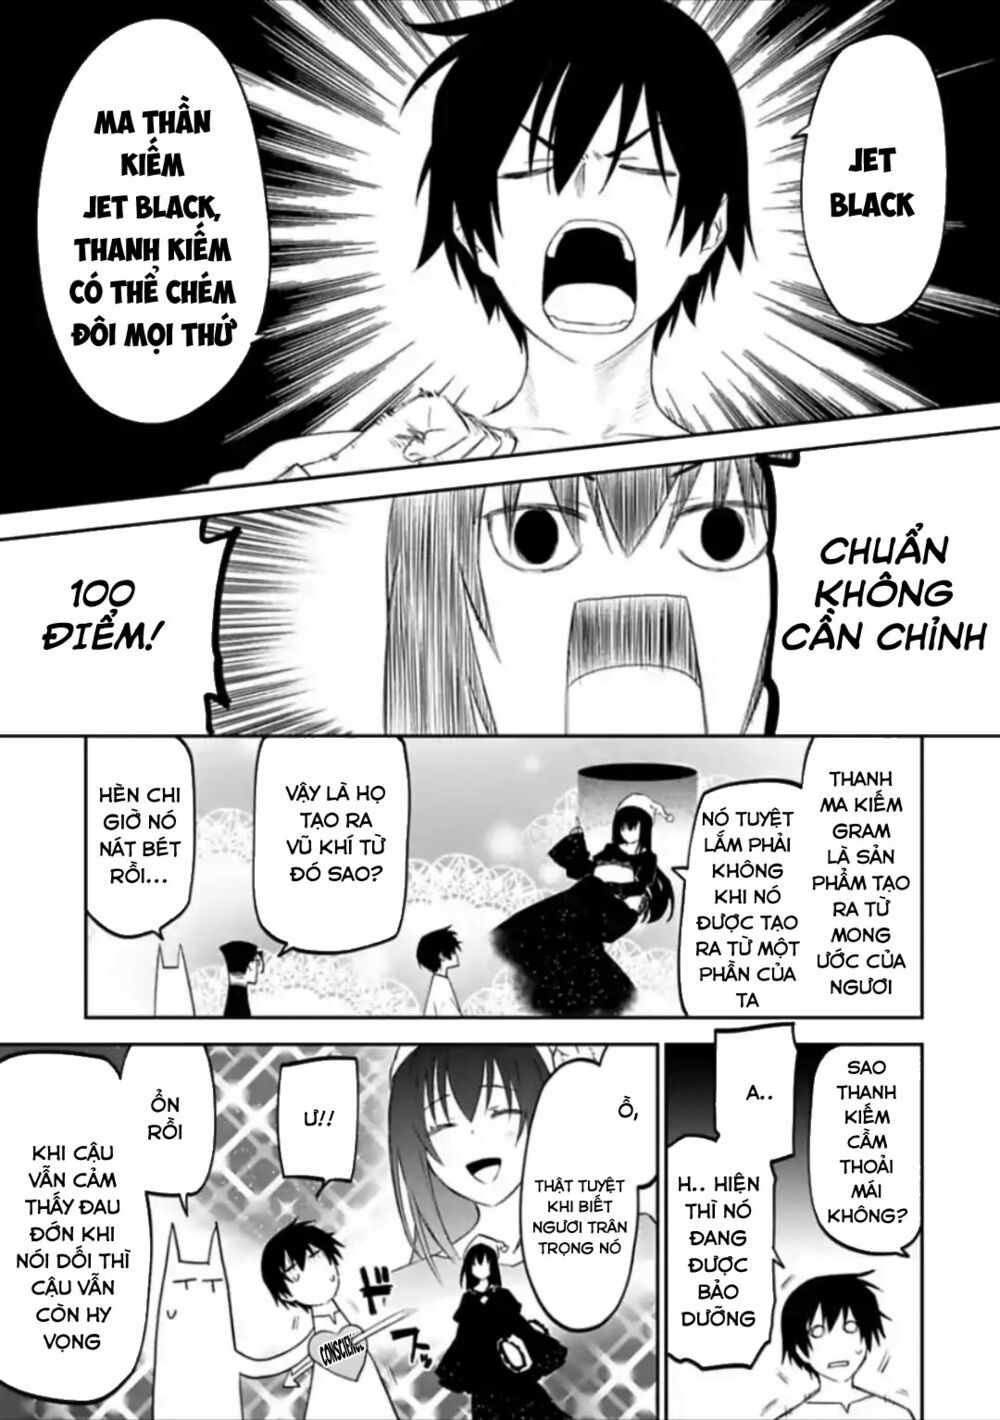 JET
BLACK
MA THẦN
KIẾM
JET BLACK,
THANH KIẾM
CÓ THỂ CHÉM
ĐÔI MỌI THỨ
CHUẨN
KHÔNG
CẦN CHỈNH
100
ĐIỂM!
THANH
MA KIẾM
GRAM
LÀ SẢN
PHẨM TẠO
RA TỪ
MONG
ƯỚC CỦA
NGƯƠI
NÓ TUYỆT
LẮM PHẢI
KHÔNG
KHI NÓ
ĐƯỢC TẠO
RA TỪ MỘT
PHẦN CỦA
TA
VẬY LÀ HỌ
TẠO RA
VŨ KHÍ TỪ
ĐÓ SAO?
HÈN CHI
GIỜ NÓ
NÁT BÉT
RỒI...
SAO
THANH
KIẾM
CẦM
THOẢI
MÁI
KHÔNG?
A..
H.. HIỆN
THÌ NÓ
ĐANG
ĐƯỢC
BẢO
DƯỠNG
Ồ,
THẬT TUYỆT
KHI BIẾT
NGƯƠI TRÂN
TRỌNG NÓ
Ư!!
ỔN
RỒI
KHI CẬU
VẪN CẢM
THẤY ĐAU
ĐỚN KHI
NÓI DỐI THÌ
CẬU VẪN
CÒN HY
VỌNG
CONSCIENCE
ドスッ